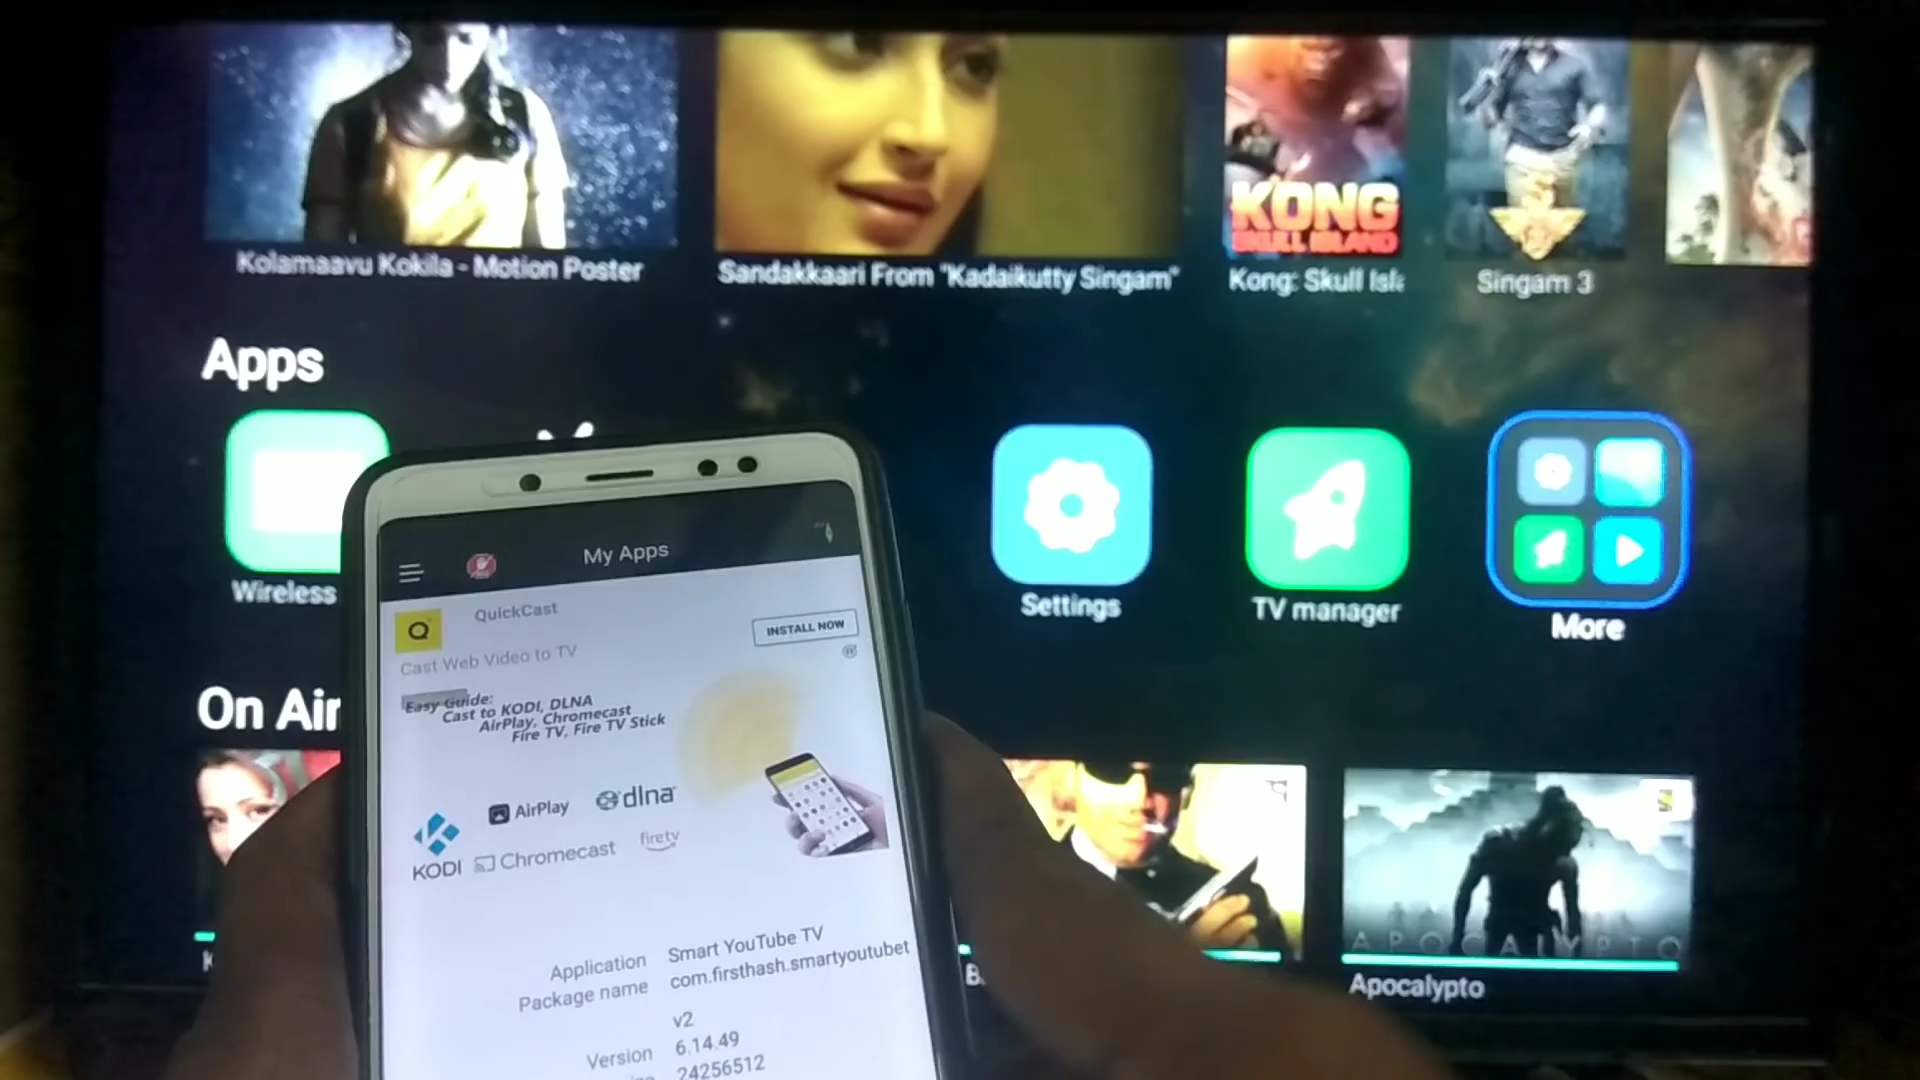 Kolamaavu Kokila - Motion Poster
Sandakkaari From "Kadaikutty Singam"
KONG
SKULL ISLAND
Kong: Skull Isl
Singam 3
Apps
Wireless
Settings
TV manager
More
On Air
APOCALYPTO
Apocalypto
My Apps
Q
QuickCast
INSTALL NOW
Cast Web Video to TV
Easy Guide:
Cast to KODI, DLNA
AirPlay, Chromecast
Fire TV, Fire TV Stick
AirPlay
dlna
KODI
Chromecast
firetv
Application Smart YouTube TV
Package name com.firsthash.smartyoutubet
v2
Version 6.14.49
24256512